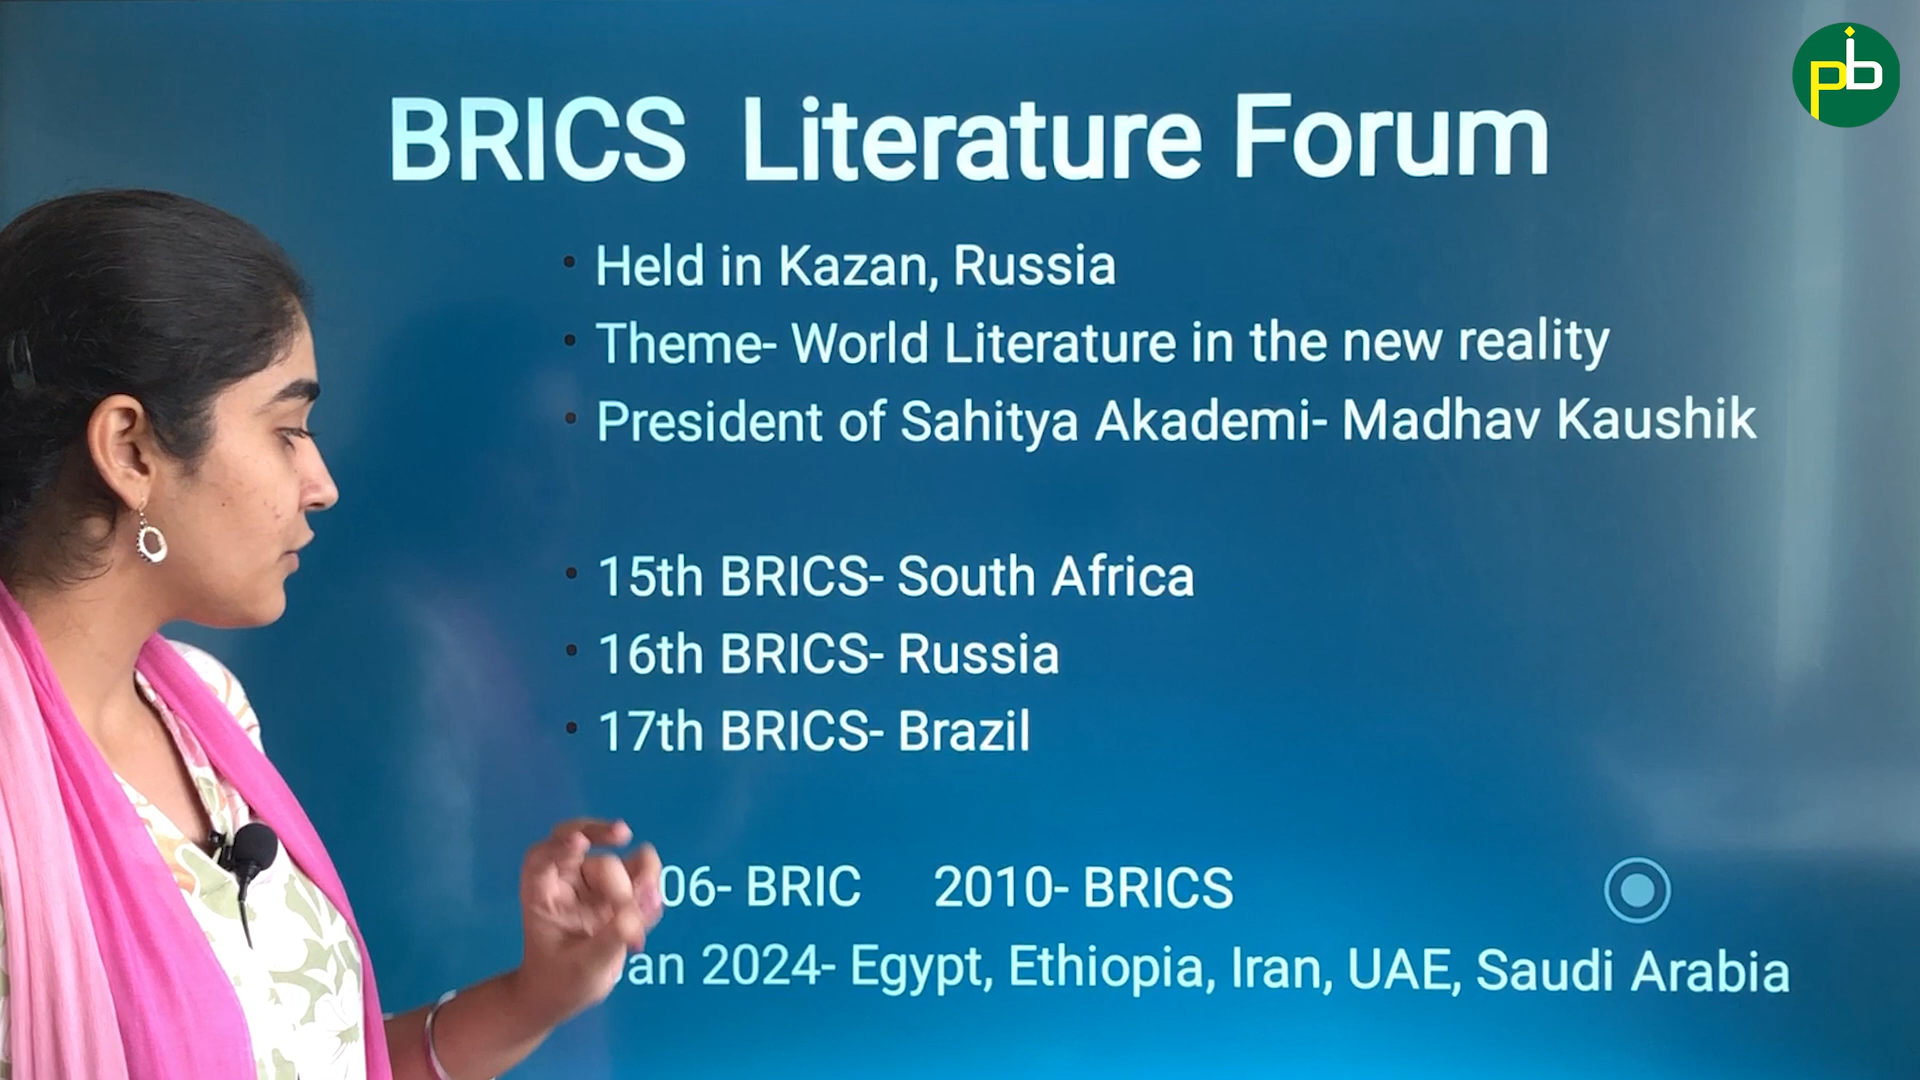 pib
BRICS Literature Forum
• Held in Kazan, Russia
• Theme- World Literature in the new reality
• President of Sahitya Akademi- Madhav Kaushik
• 15th BRICS- South Africa
• 16th BRICS- Russia
• 17th BRICS- Brazil
06- BRIC 2010- BRICS
an 2024- Egypt, Ethiopia, Iran, UAE, Saudi Arabia